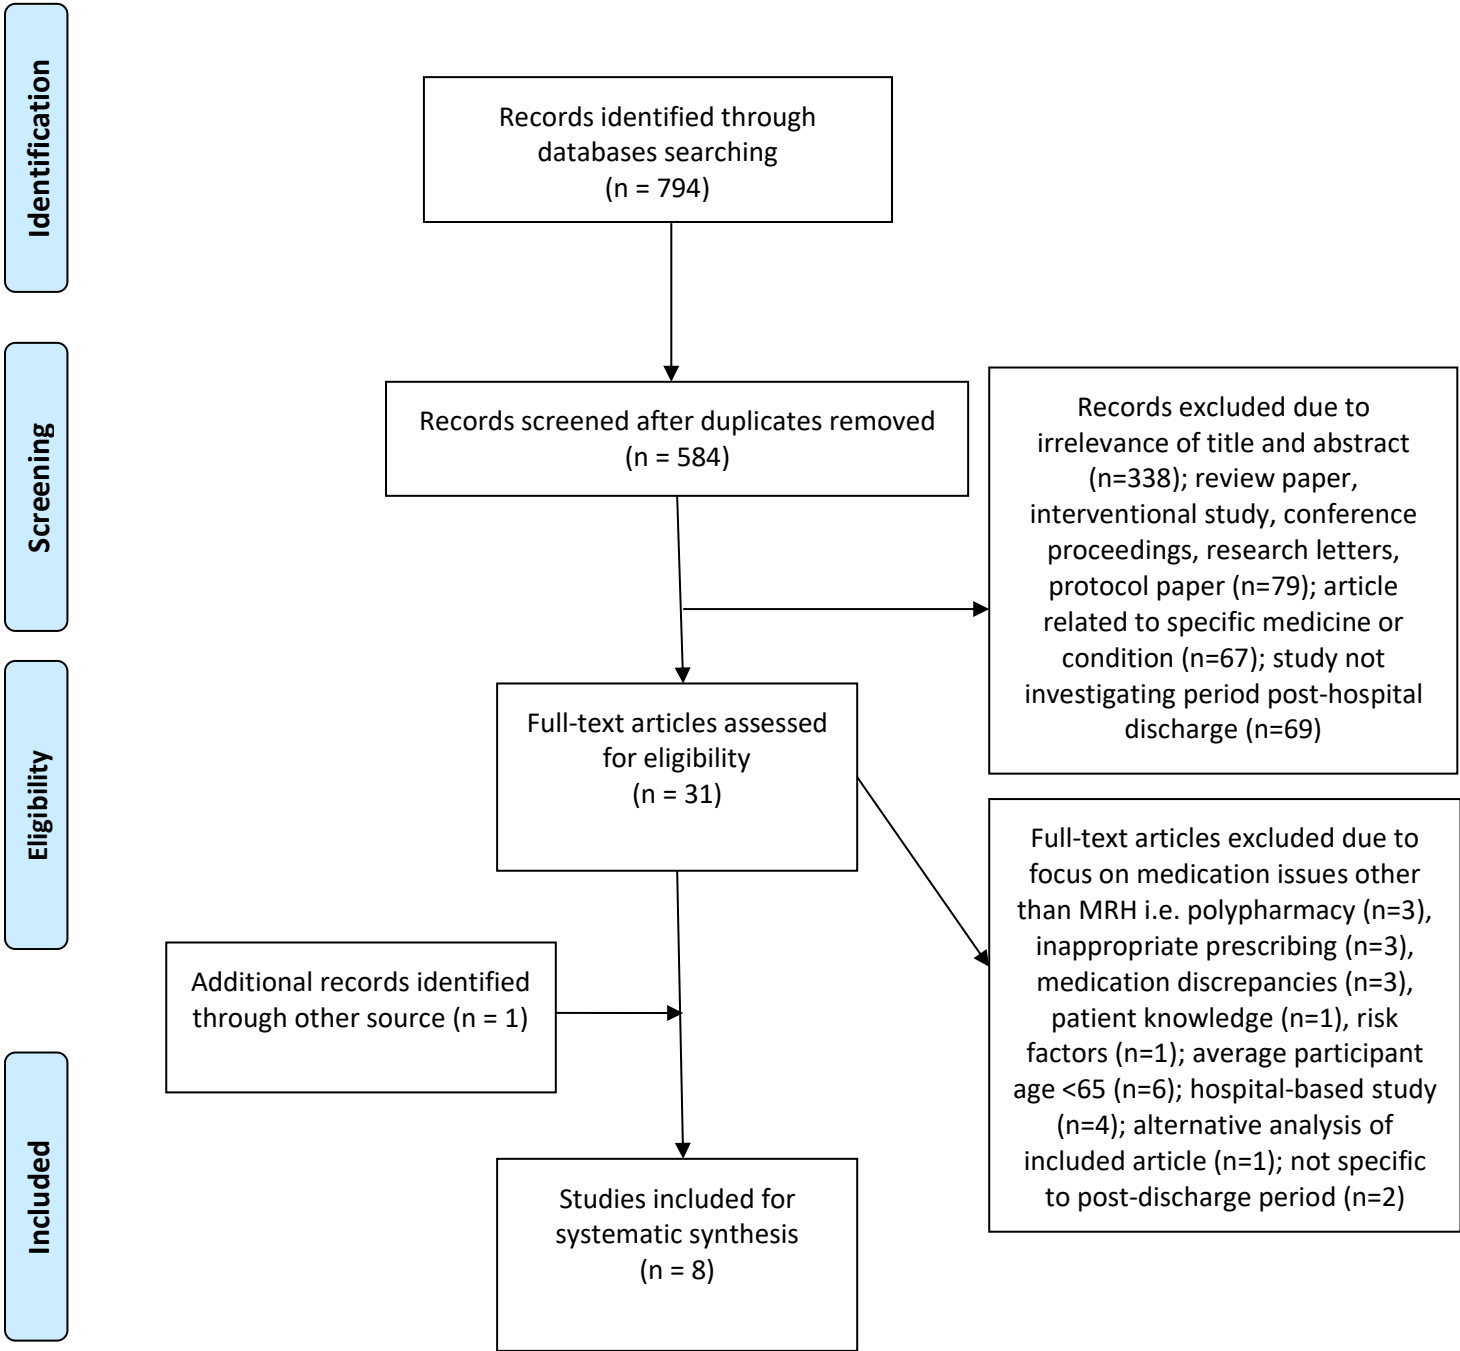 Identification
Records identified through
databases searching
(n = 794)
Screening
Records screened after duplicates removed
(n = 584)
Records excluded due to
irrelevance of title and abstract
(n=338); review paper,
interventional study, conference
proceedings, research letters,
protocol paper (n=79); article
related to specific medicine or
condition (n=67); study not
investigating period post-hospital
discharge (n=69)
Eligibility
Full-text articles assessed
for eligibility
(n = 31)
Full-text articles excluded due to
focus on medication issues other
than MRH i.e. polypharmacy (n=3),
inappropriate prescribing (n=3),
medication discrepancies (n=3),
patient knowledge (n=1), risk
factors (n=1); average participant
age <65 (n=6); hospital-based study
(n=4); alternative analysis of
included article (n=1); not specific
to post-discharge period (n=2)
Additional records identified
through other source (n = 1)
Included
Studies included for
systematic synthesis
(n = 8)